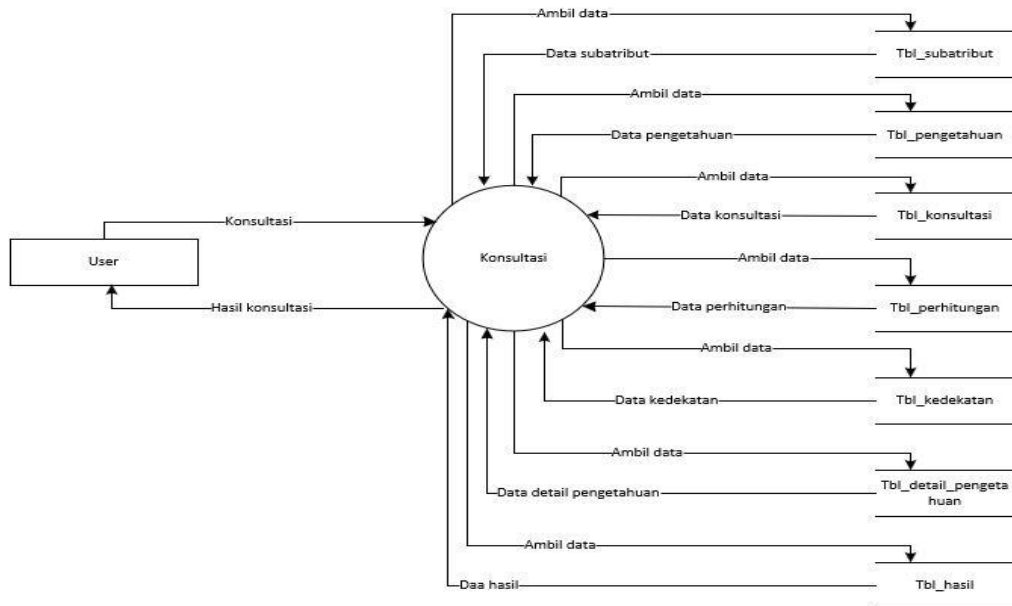 Ambil data
Data subatribut
Tbl_subatribut
Ambil data
Data pengetahuan
Tbl_pengetahuan
Ambil data
Data konsultasi
Tbl_konsultasi
Konsultasi
User
Hasil konsultasi
Konsultasi
Ambil data
Data perhitungan
Tbl_perhitungan
Ambil data
Data kedekatan
Tbl_kedekatan
Ambil data
Data detail pengetahuan
Tbl_detail_pengeta
huan
Ambil data
Daa hasil
Tbl_hasil